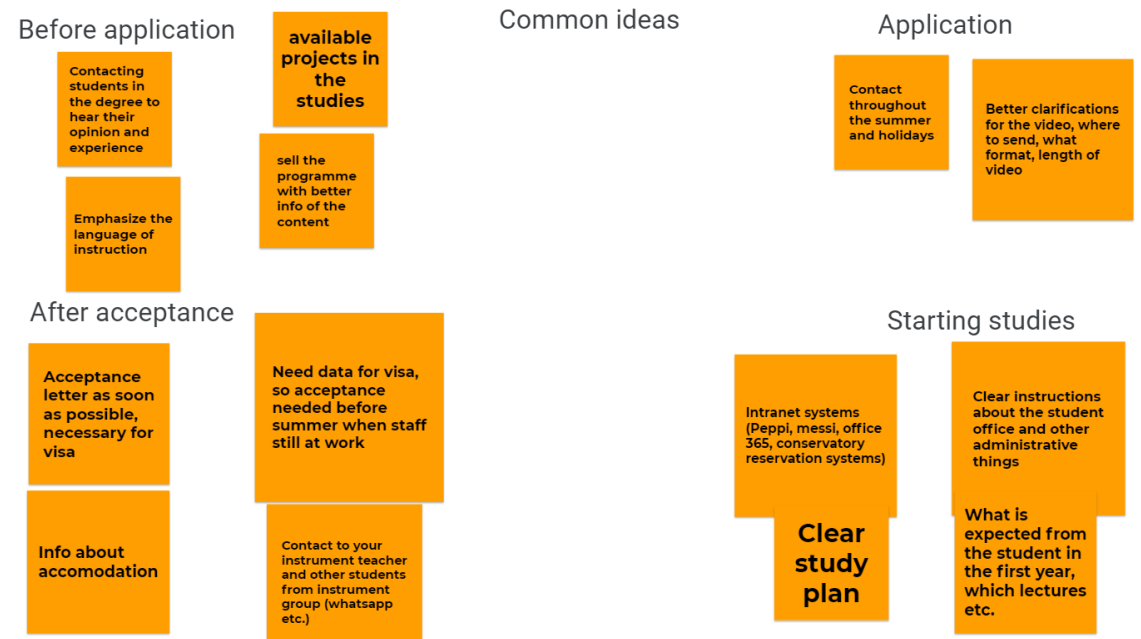 Common ideas
Before application
Contacting
students in
the degree to
hear their
opinion and
experience
available
projects in
the
studies
Emphasize the
language of
instruction
sell the
programme
with better
info of the
content
Application
Contact
throughout
the summer
and holidays
Better clarifications
for the video, where
to send, what
format, length of
video
After acceptance
Acceptance
letter as soon
as possible,
necessary for
visa
Need data for visa,
so acceptance
needed before
summer when staff
still at work
Info about
accomodation
Contact to your
instrument teacher
and other students
from instrument
group (whatsapp
etc.)
Starting studies
Intranet systems
(Peppi, messi, office
365, conservatory
reservation systems)
Clear instructions
about the student
office and other
administrative
things
Clear
study
plan
What is
expected from
the student in
the first year,
which lectures
etc.